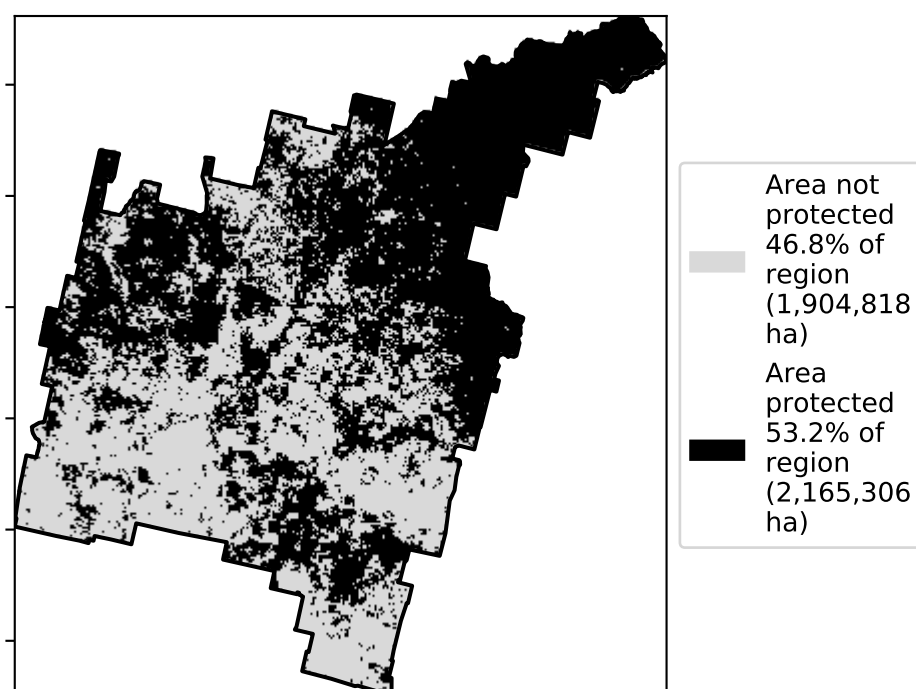 Area not
protected
46.8% of
region
(1,904,818
ha)
Area
protected
53.2% of
region
(2,165,306
ha)